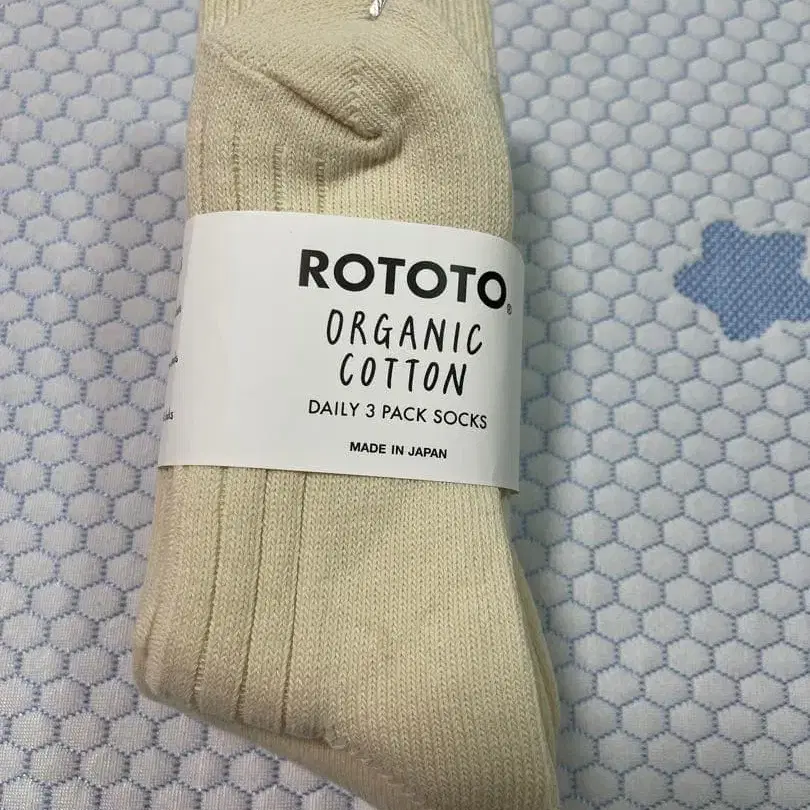 ROTOTO®
ORGANIC
COTTON
DAILY 3 PACK SOCKS
MADE IN JAPAN